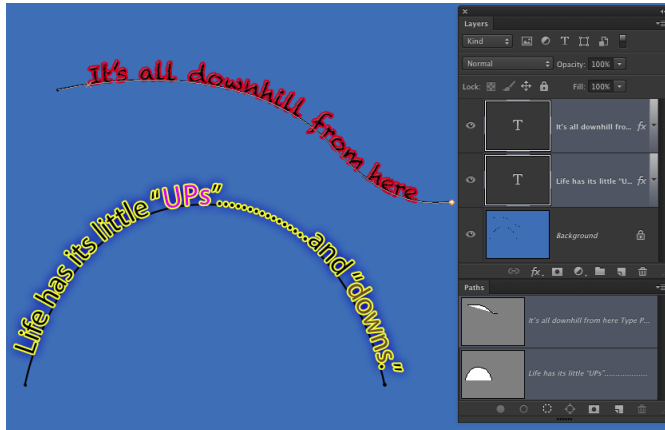 It's all downhill from here
Life has its little "UPs"...............and "downs."
Layers
Kind
Normal
Opacity: 100%
Lock:
Fill: 100%
T
It's all downhill fro... fx
T
Life has its little "U... fx
Background
fx.
Paths
It's all downhill from here Type P...
Life has its little "UPs"....................